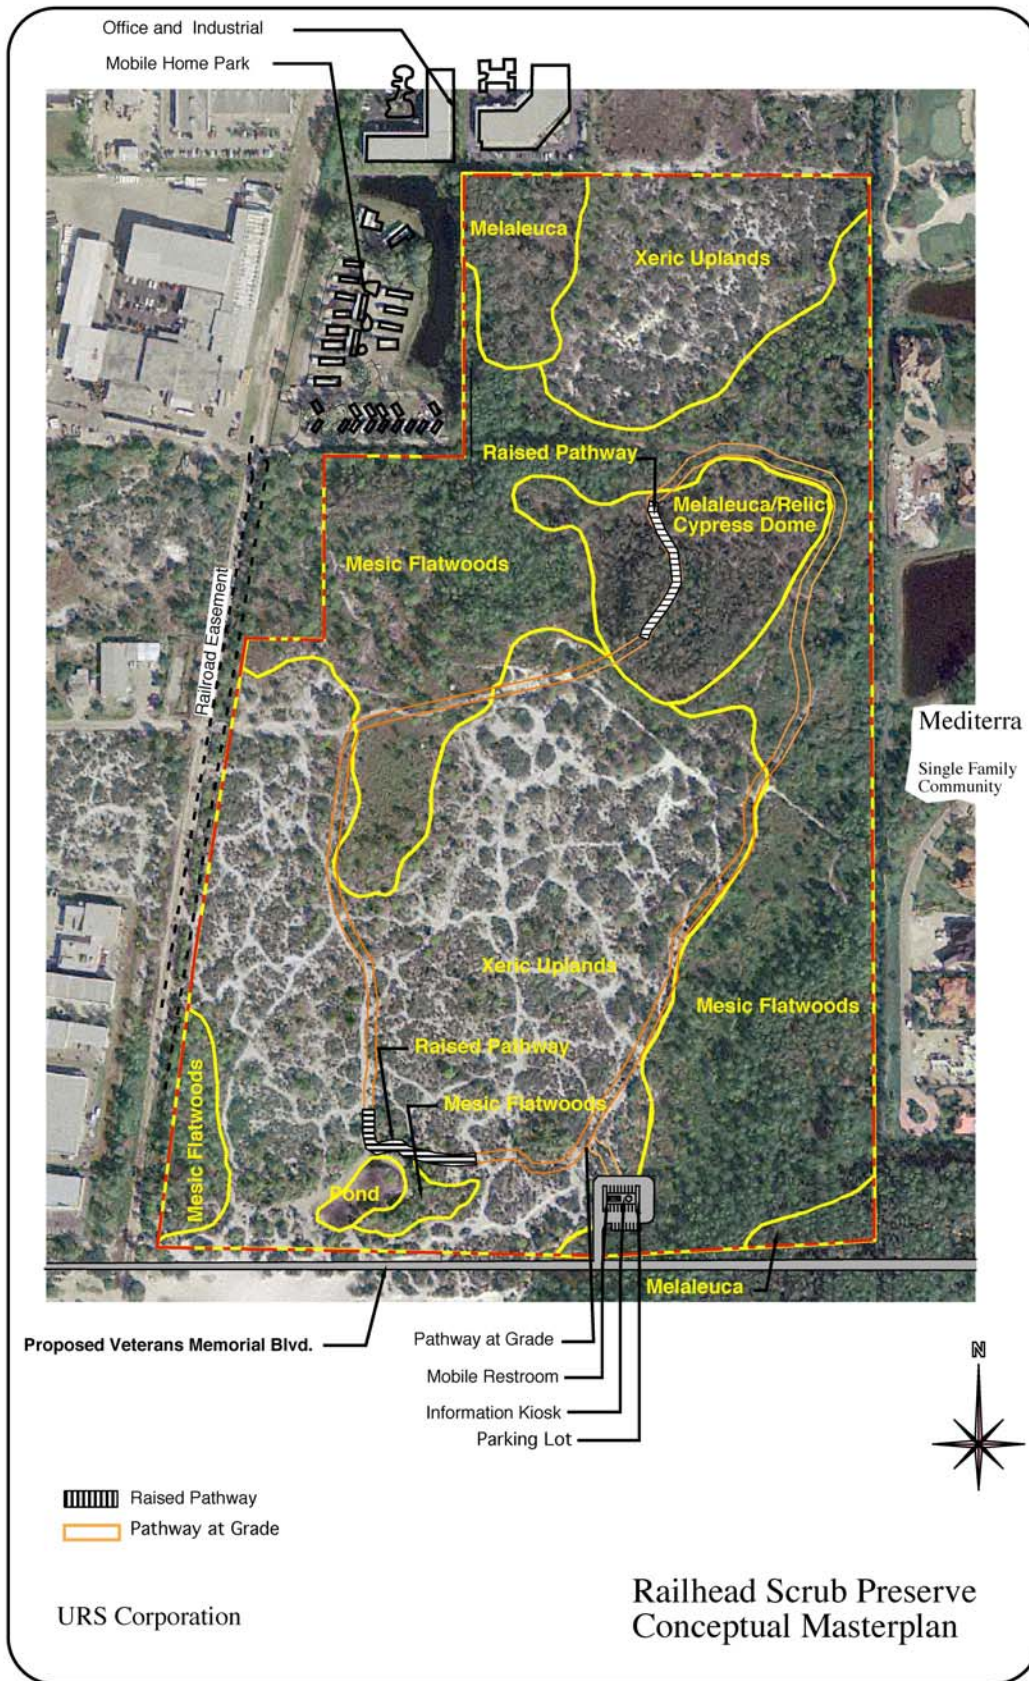 Office and Industrial
Mobile Home Park
Melaleuca
Xeric Uplands
Raised Pathway
Melaleuca/Relict
Cypress Dome
Mesic Flatwoods
Railroad Easement
Mediterra
Single Family
Community
Xeric Uplands
Mesic Flatwoods
Raised Pathway
Mesic Flatwoods
Mesic Flatwoods
Pond
Melaleuca
Proposed Veterans Memorial Blvd.
Pathway at Grade
Mobile Restroom
Information Kiosk
Parking Lot
N
Raised Pathway
Pathway at Grade
URS Corporation
Railhead Scrub Preserve
Conceptual Masterplan